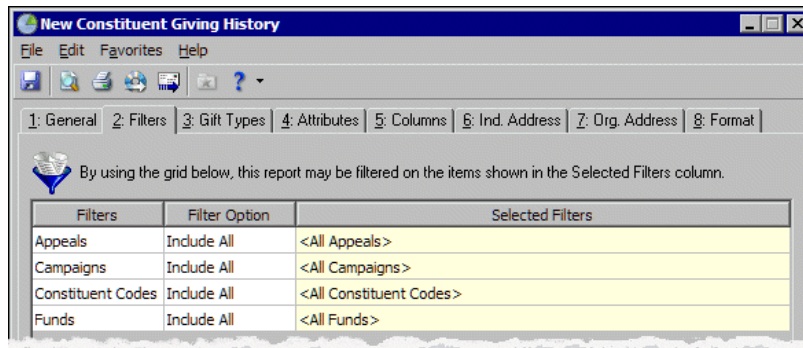 New Constituent Giving History
File Edit Favorites Help
1: General 2: Filters 3: Gift Types 4: Attributes 5: Columns 6: Ind. Address 7: Org. Address 8: Format
By using the grid below, this report may be filtered on the items shown in the Selected Filters column.
Filters Filter Option Selected Filters
Appeals Include All <All Appeals>
Campaigns Include All <All Campaigns>
Constituent Codes Include All <All Constituent Codes>
Funds Include All <All Funds>